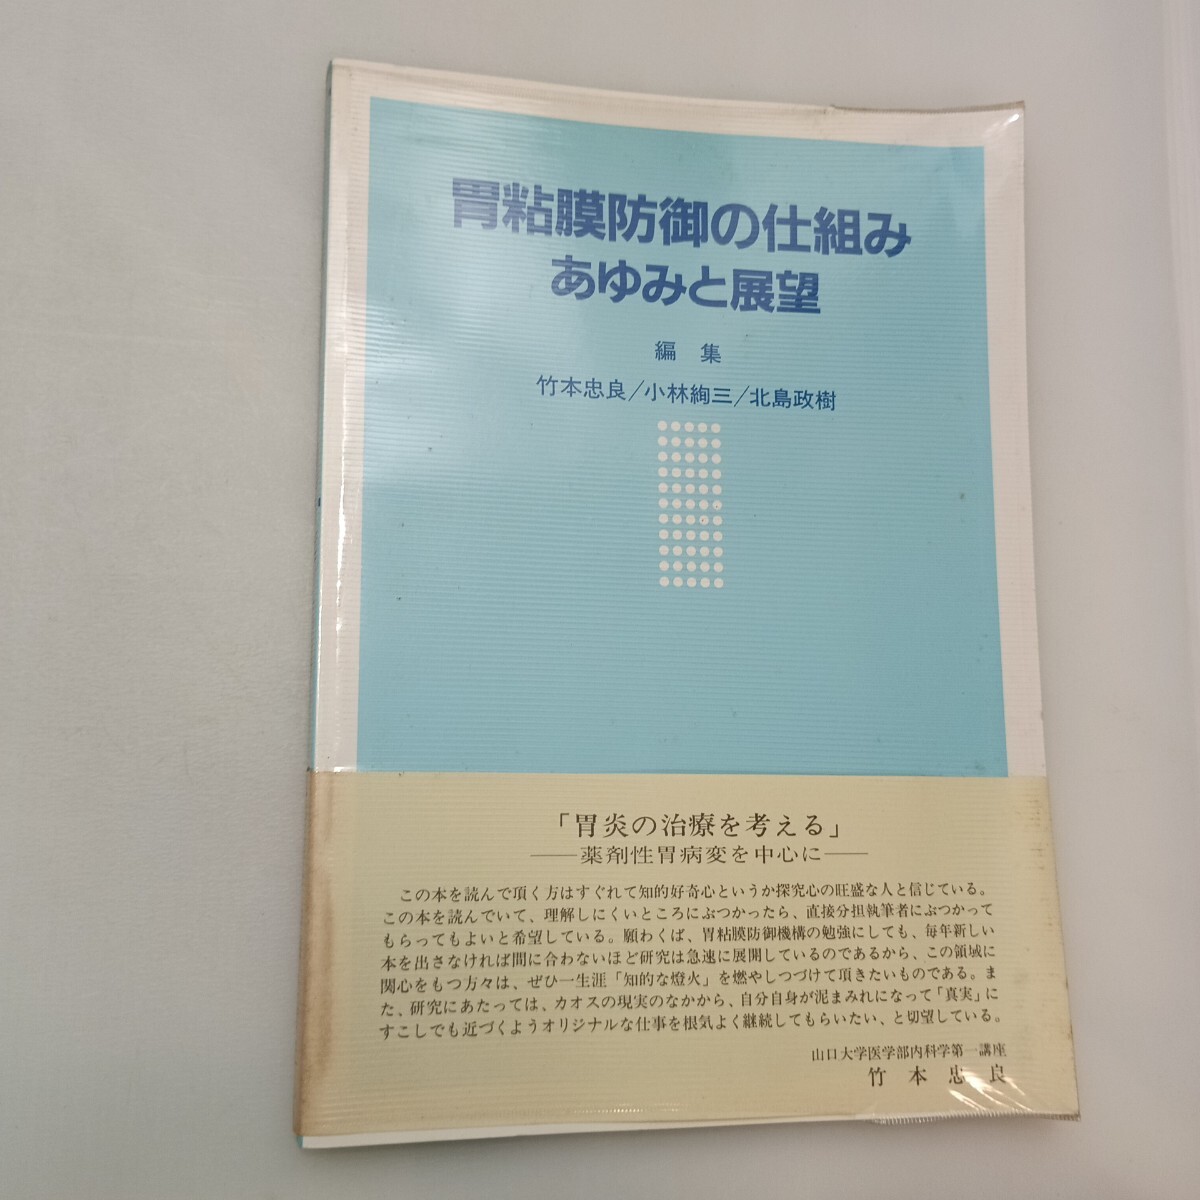 胃粘膜防御の仕組み
あゆみと展望
編 集
竹本忠良/小林絢三/北島政樹
「胃炎の治療を考える」
——薬剤性胃病変を中心に——
この本を読んで頂く方はすぐれて知的好奇心というか探究心の旺盛な人と信じている。
この本を読んでいて、理解しにくいところにぶつかったら、直接分担執筆者にぶつかって
もらってもよいと希望している。願わくば、胃粘膜防御機構の勉強にしても、毎年新しい
本を出さなければ間に合わないほど研究は急速に展開しているのであるから、この領域に
関心をもつ方々は、ぜひ一生涯「知的な燈火」を燃やしつづけて頂きたいものである。ま
た、研究にあたっては、カオスの現実のなかから、自分自身が泥まみれになって「真実」に
すこしでも近づくようオリジナルな仕事を根気よく継続してもらいたい、と切望している。
山口大学医学部内科学第一講座
竹 本 忠 良